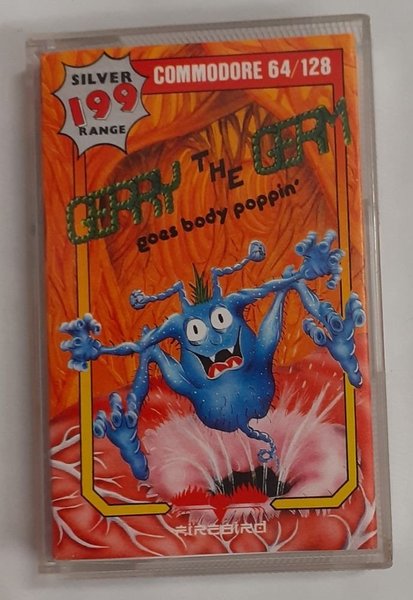 SILVER
199
RANGE
COMMODORE 64/128
GERRY THE GERM
goes body poppin'
FIREBIRD